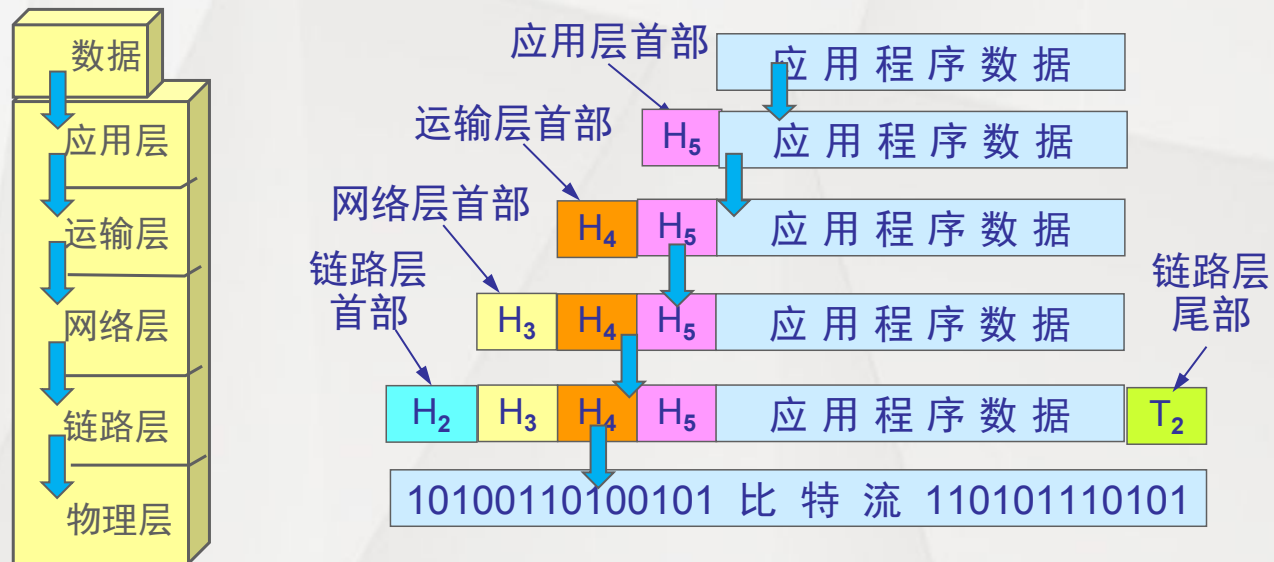 数据
应用层
运输层
网络层
链路层
物理层
应用层首部
应用程序数据
运输层首部
H5 应用程序数据
网络层首部
H4 H5 应用程序数据
链路层
首部
链路层
尾部
H3 H4 H5 应用程序数据
H2 H3 H4 H5 应用程序数据 T2
10100110100101 比特流 110101110101